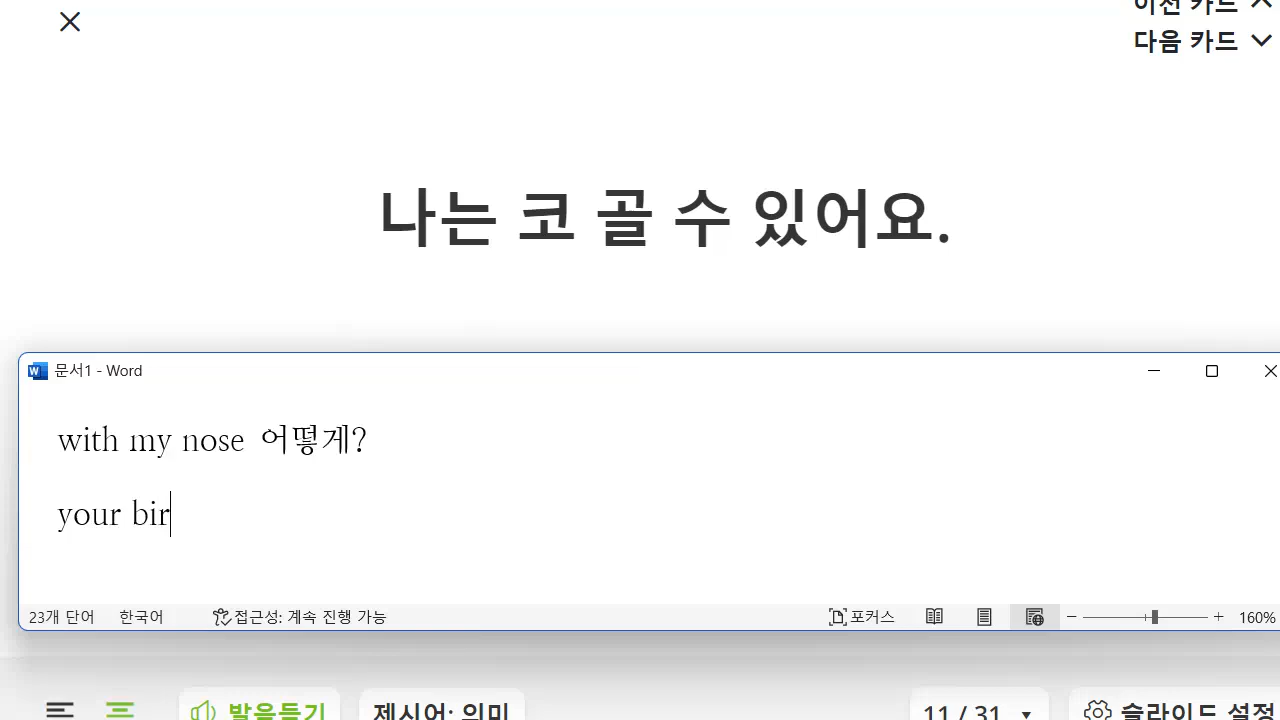 이전 카드
다음 카드
나는 코 골 수 있어요.
문서1 - Word
with my nose 어떻게?
your bir
23개 단어 한국어 접근성: 계속 진행 가능 포커스 160%
발음듣기 제시어: 의미 11 / 31 슬라이드 설정